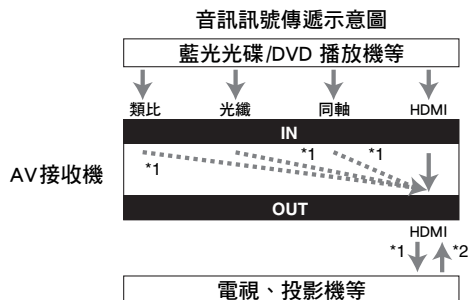 音訊訊號傳遞示意圖
藍光光碟/DVD 播放機等
類比 光纖 同軸 HDMI
IN
*1 *1 *1
AV接收機
OUT
HDMI
*1 *2
電視、投影機等